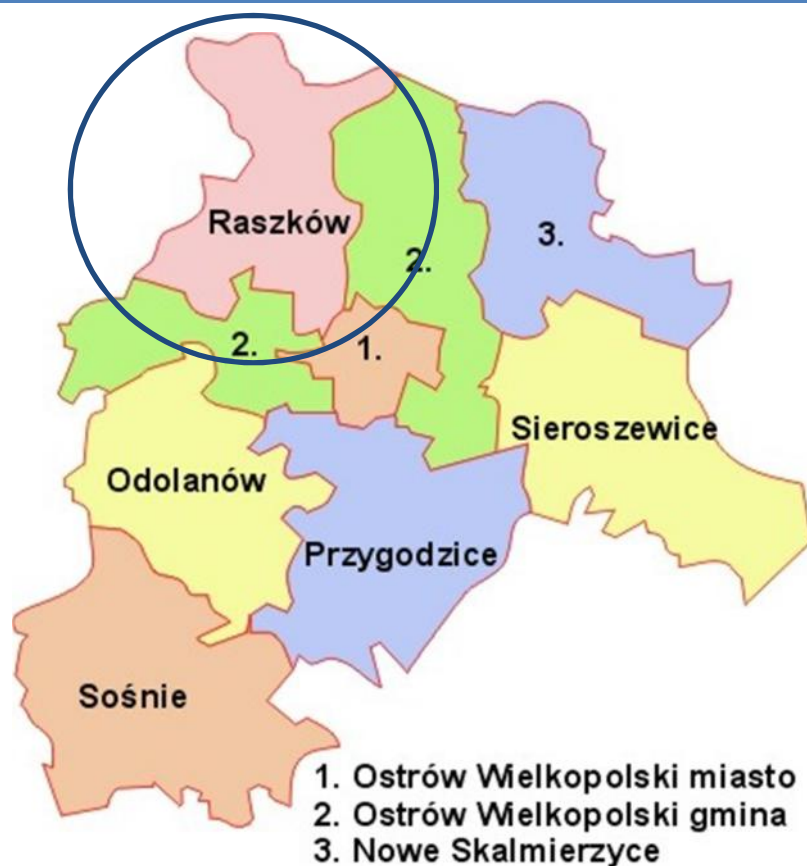 Raszków
3.
2.
2.
1.
Sieroszewice
Odolanów
Przygodzice
Sośnie
1. Ostrów Wielkopolski miasto
2. Ostrów Wielkopolski gmina
3. Nowe Skalmierzyce